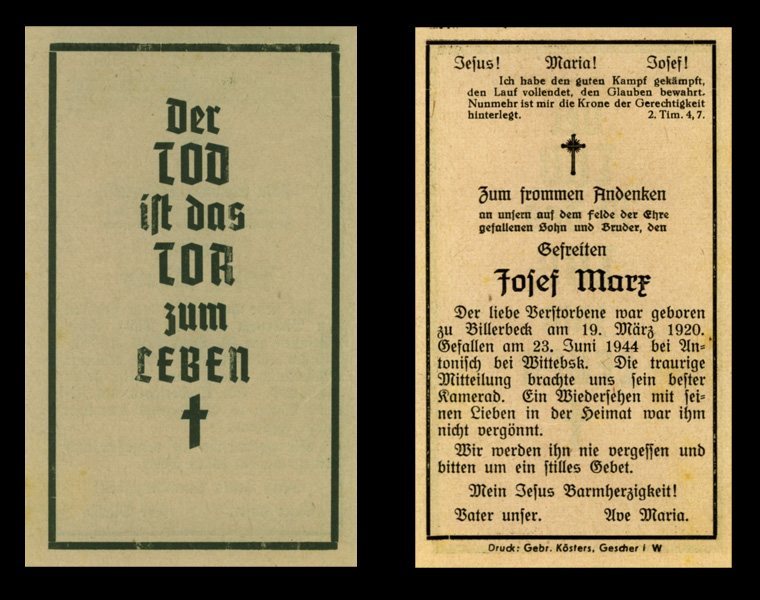 Der
TOD
ist das
TOR
zum
LEBEN
Jesus! Maria! Josef!
Ich habe den guten Kampf gekämpft,
den Lauf vollendet, den Glauben bewahrt.
Nunmehr ist mir die Krone der Gerechtigkeit
hinterlegt. 2. Tim. 4, 7.
Zum frommen Andenken
an unsern auf dem Felde der Ehre
gefallenen Sohn und Bruder, den
Gefreiten
Josef Marx
Der liebe Verstorbene war geboren
zu Billerbeck am 19. März 1920.
Gefallen am 23. Juni 1944 bei An-
tonisch bei Wittebsk. Die traurige
Mitteilung brachte uns sein bester
Kamerad. Ein Wiedersehen mit sei-
nen Lieben in der Heimat war ihm
nicht vergönnt.
Wir werden ihn nie vergessen und
bitten um ein stilles Gebet.
Mein Jesus Barmherzigkeit!
Vater unser. Ave Maria.
Druck: Gebr. Kösters, Gescher i W